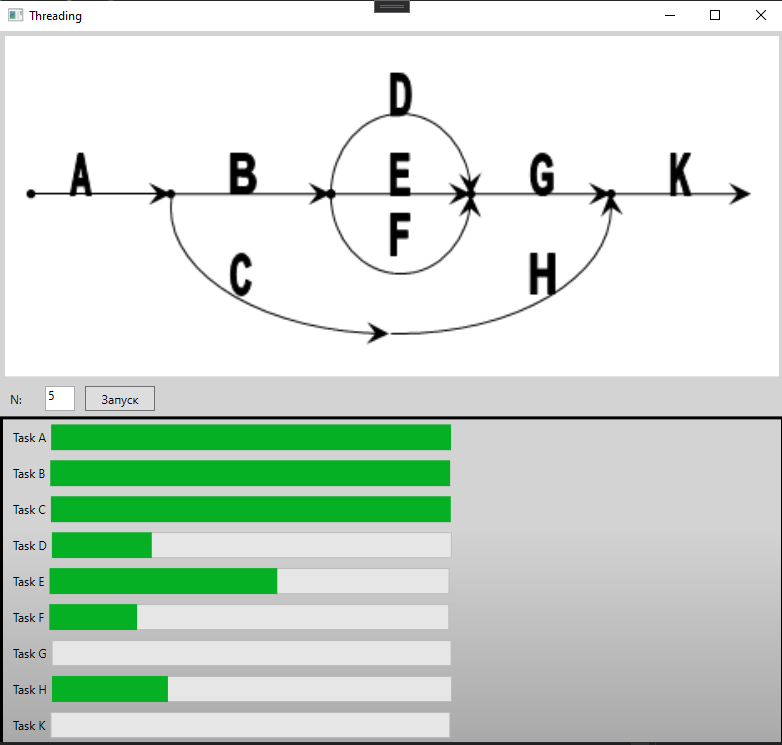 Threading
D
A B E G K
F
C H
N: 5 Запуск
Task A
Task B
Task C
Task D
Task E
Task F
Task G
Task H
Task K